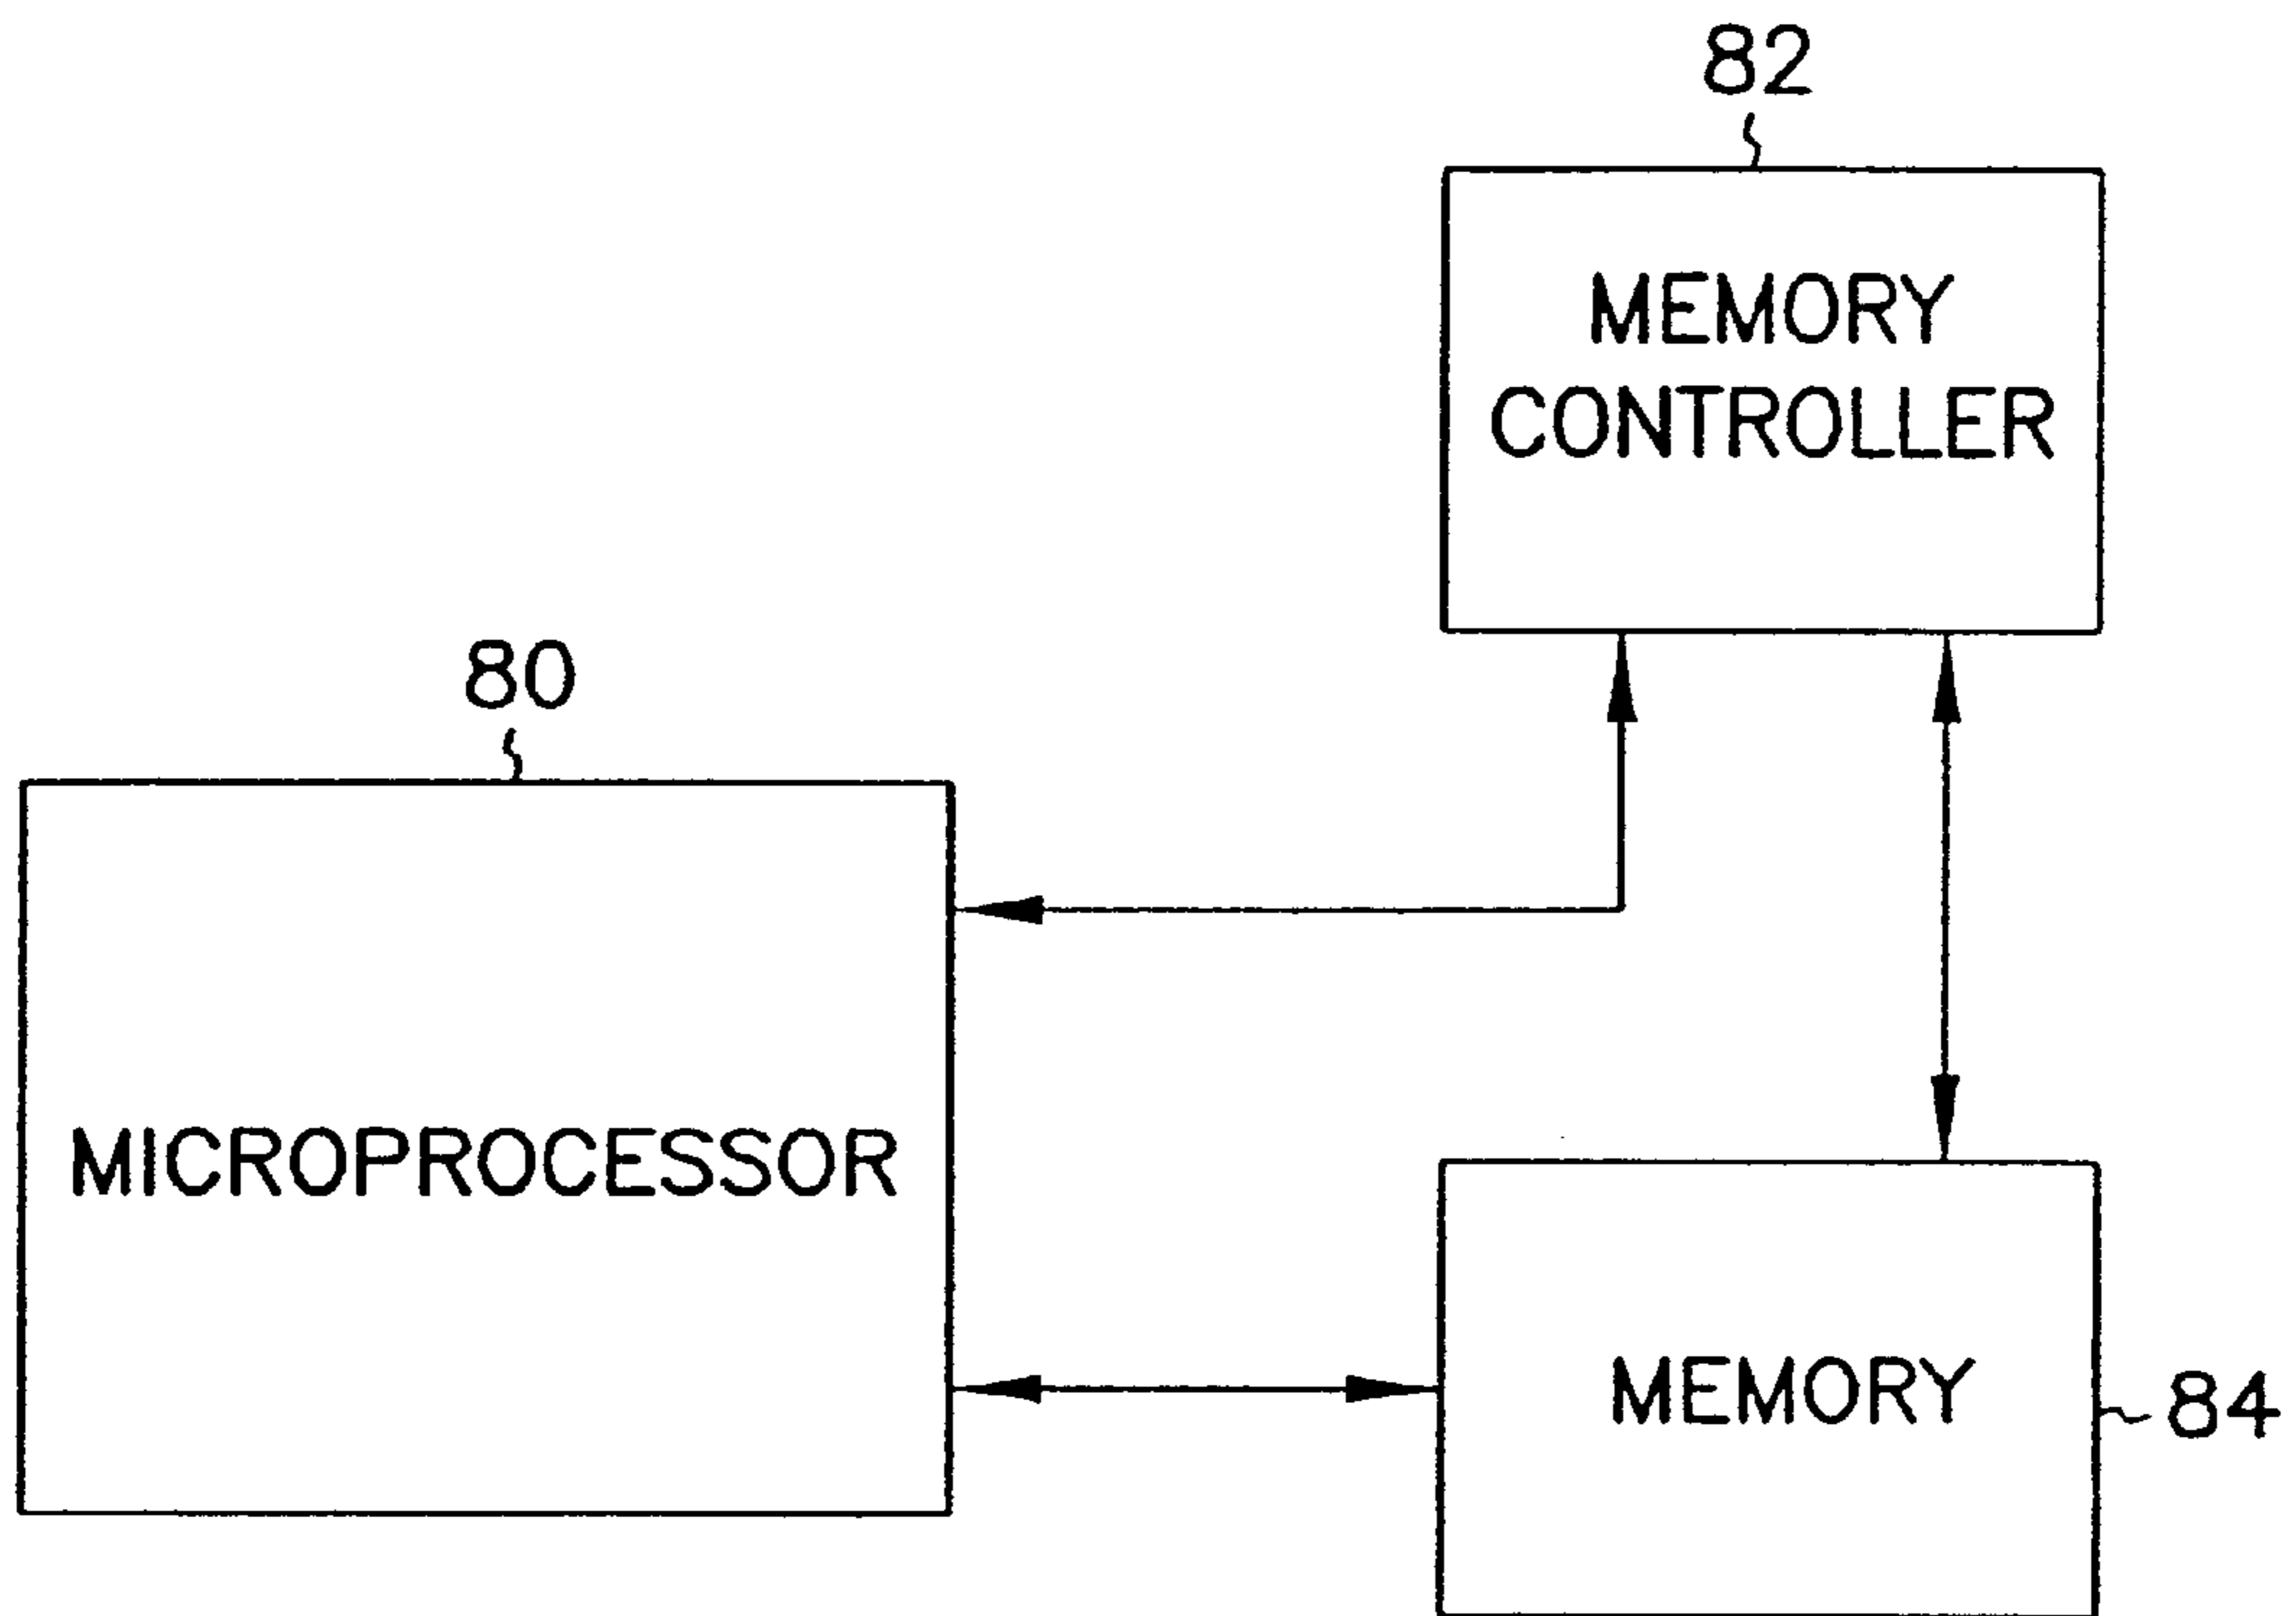 82
MEMORY
CONTROLLER
80
MICROPROCESSOR
MEMORY
84